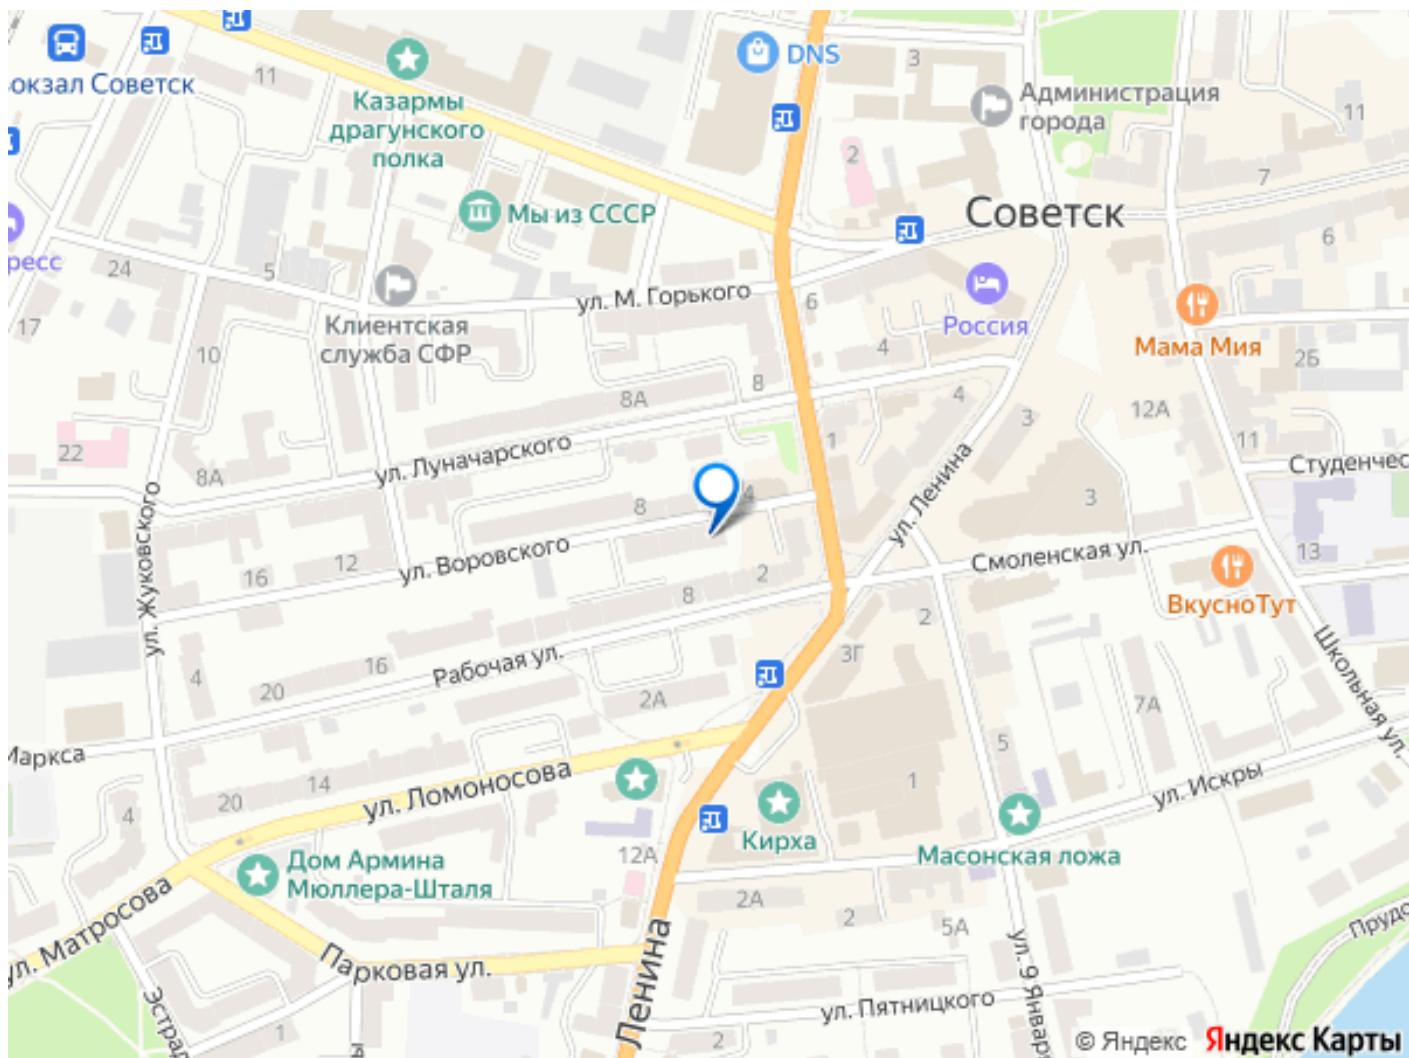 DNS
3
Администрация
города
11
окзал Советск
11
Казармы
драгунского
полка
2
7
Мы из СССР
Советск
6
ресс
24
5
ул. М. Горького
6
Россия
17
Клиентская
служба СФР
10
4
Мама Мия
2Б
8
8А
4
12А
3
1
11
22
ул. Луначарского
Студенчес
8А
ул. Жуковского
8
4
ул. Ленина
3
ул. Воровского
12
16
Смоленская ул.
13
2
8
2
ВкусноТут
Школьная ул.
3Г
16
Рабочая ул.
4
20
2А
7А
Маркса
5
14
ул. Ломоносова
1
ул. Искры
20
4
Кирха
12А
Масонская ложа
Дом Армина
Мюллера-Шталя
2А
2
5А
ул. Матросова
Парковая ул.
Ленина
ул. 9 Январ
Прудо
Эстрад
1
ул. Пятницкого
2
© Яндекс Яндекс Карты